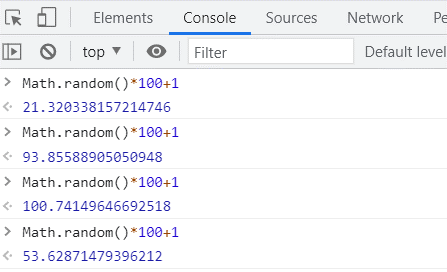 Elements Console Sources Network Pe
top ▼ Filter Default level
> Math.random()*100+1
21.320338157214746
> Math.random()*100+1
93.85588905050948
> Math.random()*100+1
100.74149646692518
> Math.random()*100+1
53.62871479396212